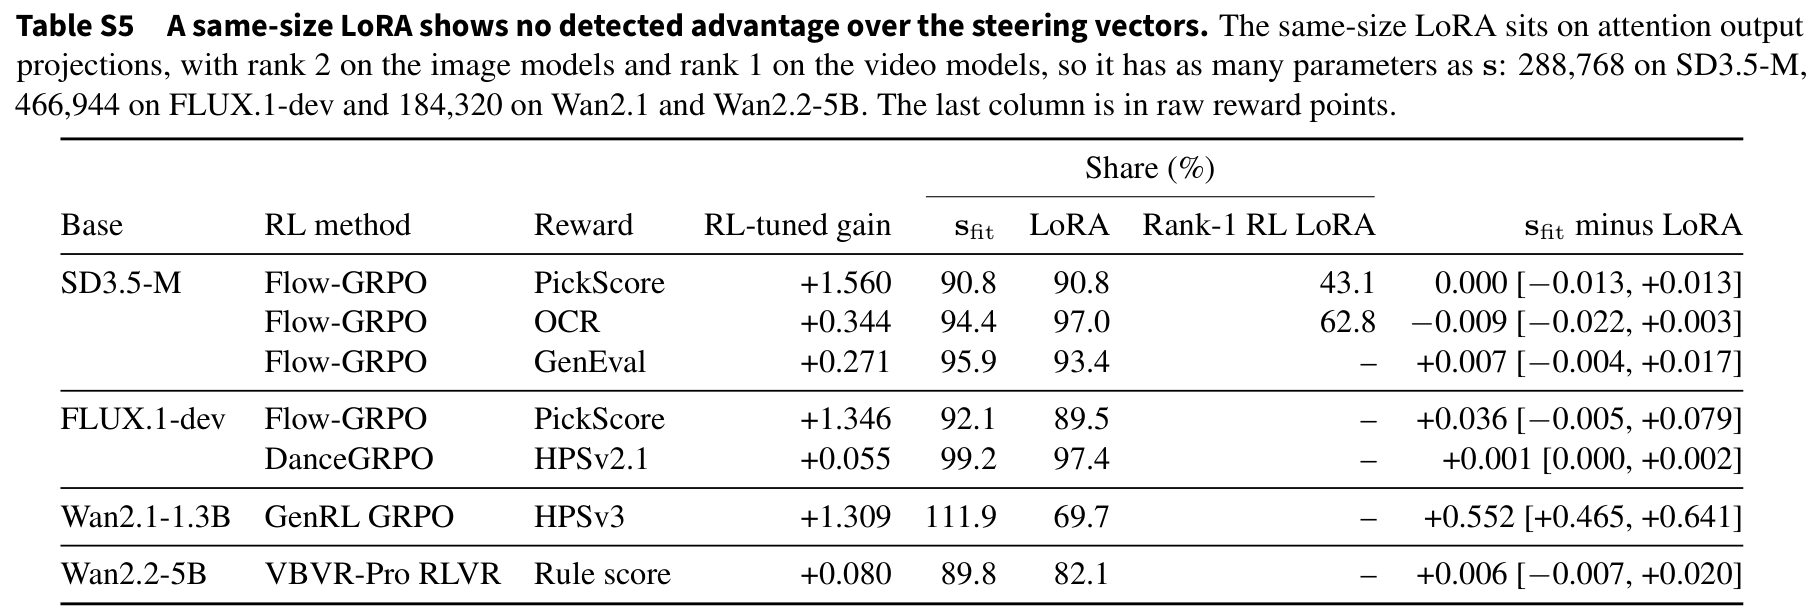 Table S5 A same-size LoRA shows no detected advantage over the steering vectors. The same-size LoRA sits on attention output
projections, with rank 2 on the image models and rank 1 on the video models, so it has as many parameters as s: 288,768 on SD3.5-M,
466,944 on FLUX.1-dev and 184,320 on Wan2.1 and Wan2.2-5B. The last column is in raw reward points.
Share (%)
Base RL method Reward RL-tuned gain s_fit LoRA Rank-1 RL LoRA s_fit minus LoRA
SD3.5-M Flow-GRPO PickScore +1.560 90.8 90.8 43.1 0.000 [−0.013, +0.013]
Flow-GRPO OCR +0.344 94.4 97.0 62.8 −0.009 [−0.022, +0.003]
Flow-GRPO GenEval +0.271 95.9 93.4 – +0.007 [−0.004, +0.017]
FLUX.1-dev Flow-GRPO PickScore +1.346 92.1 89.5 – +0.036 [−0.005, +0.079]
DanceGRPO HPSv2.1 +0.055 99.2 97.4 – +0.001 [0.000, +0.002]
Wan2.1-1.3B GenRL GRPO HPSv3 +1.309 111.9 69.7 – +0.552 [+0.465, +0.641]
Wan2.2-5B VBVR-Pro RLVR Rule score +0.080 89.8 82.1 – +0.006 [−0.007, +0.020]